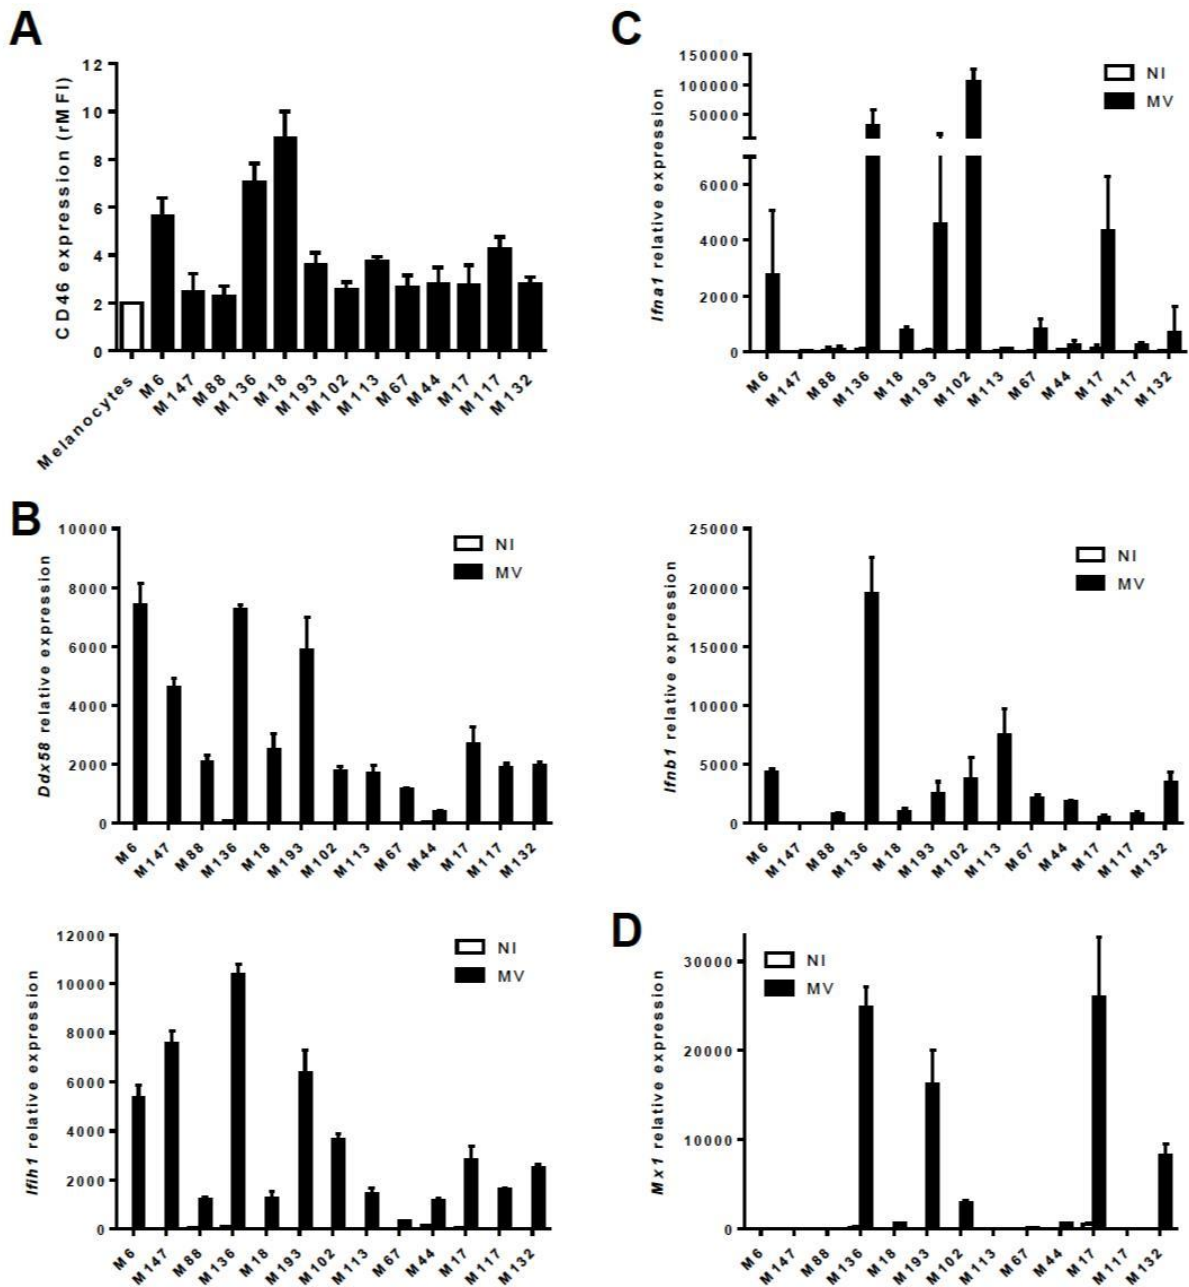 A
CD46 expression (rMFI)
12
10
8
6
4
2
0
Melanocytes M6 M147 M88 M136 M18 M193 M102 M113 M67 M44 M17 M117 M132
C
Ifna1 relative expression
150000
100000
50000
6000
4000
2000
0
NI
MV
M6 M147 M88 M136 M18 M193 M102 M113 M67 M44 M17 M117 M132
B
Ddx58 relative expression
10000
8000
6000
4000
2000
0
NI
MV
M6 M147 M88 M136 M18 M193 M102 M113 M67 M44 M17 M117 M132
Ifnb1 relative expression
25000
20000
15000
10000
5000
0
NI
MV
M6 M147 M88 M136 M18 M193 M102 M113 M67 M44 M17 M117 M132
Ifih1 relative expression
12000
10000
8000
6000
4000
2000
0
NI
MV
M6 M147 M88 M136 M18 M193 M102 M113 M67 M44 M17 M117 M132
D
Mx1 relative expression
30000
20000
10000
0
NI
MV
M6 M147 M88 M136 M18 M193 M102 M113 M67 M44 M17 M117 M132